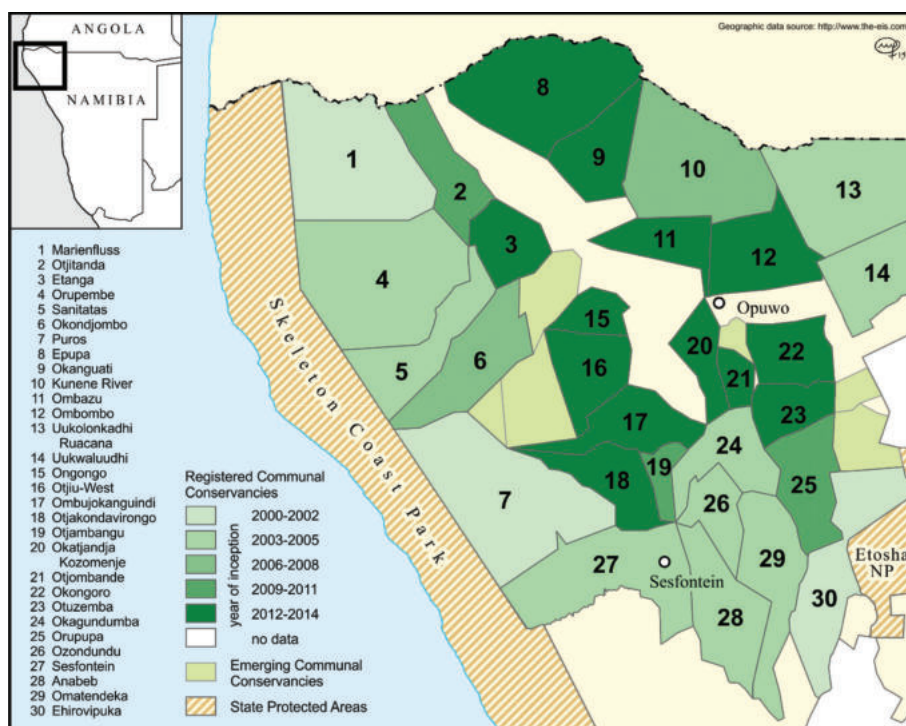 ANGOLA
NAMIBIA
Geographic data source: http://www.the-eis.com
1 Marienfluss
2 Otjitanda
3 Etanga
4 Orupembe
5 Sanitatas
6 Okondjombo
7 Puros
8 Epupa
9 Okanguati
10 Kunene River
11 Ombazu
12 Ombombo
13 Uukolonkadhi
Ruacana
14 Uukwaluudhi
15 Ongongo
16 Otjiu-West
17 Ombujokanguindi
18 Otjakondavirongo
19 Otjambangu
20 Okatjandja
Kozomenje
21 Otjombande
22 Okongoro
23 Otuzemba
24 Okagundumba
25 Orupupa
26 Ozondundu
27 Sesfontein
28 Anabeb
29 Omatendeka
30 Ehirovipuka
Registered Communal
Conservancies
year of inception
2000-2002
2003-2005
2006-2008
2009-2011
2012-2014
no data
Emerging Communal
Conservancies
State Protected Areas
Skeleton Coast Park
1
2
3
4
5
6
7
8
9
10
11
12
13
14
Opuwo
15
16
17
18
19
20
21
22
23
24
25
26
27
Sesfontein
28
29
30
Etosha
NP